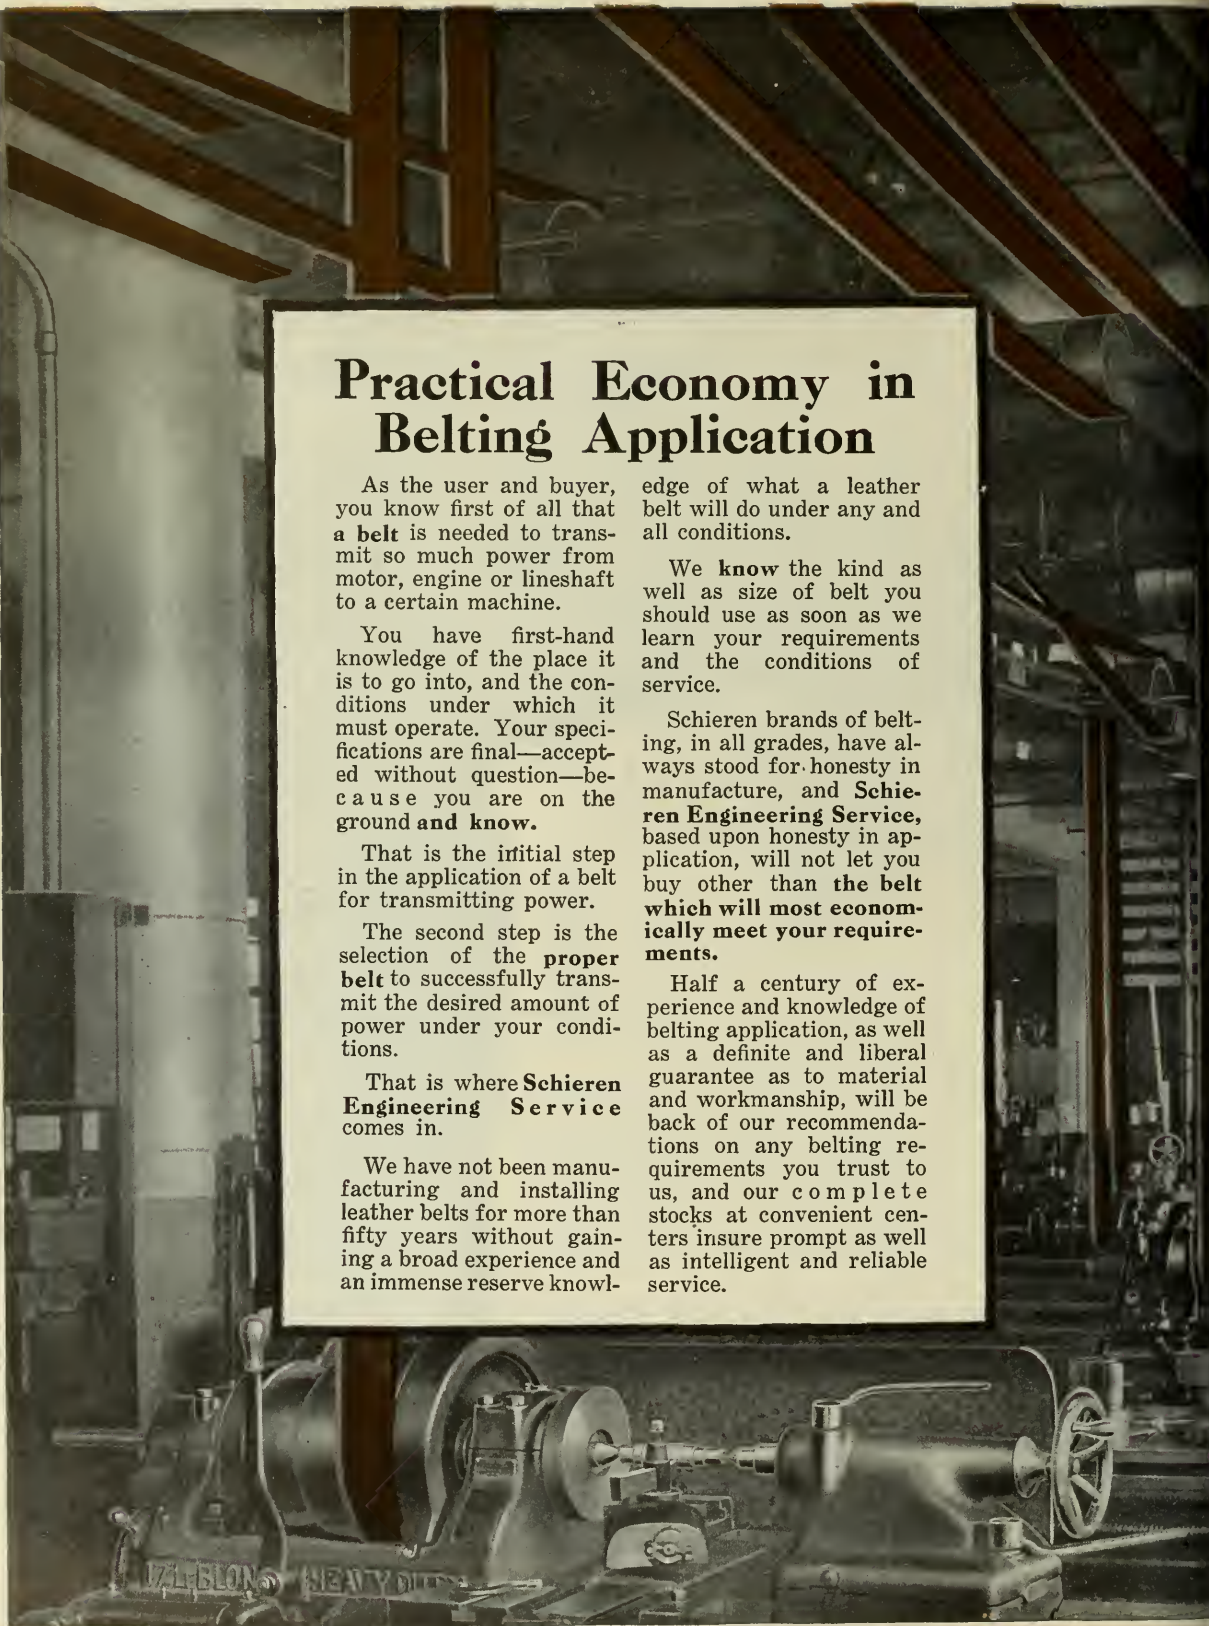 Practical Economy in
Belting Application
As the user and buyer,
you know first of all that
a belt is needed to trans-
mit so much power from
motor, engine or lineshaft
to a certain machine.
You have first-hand
knowledge of the place it
is to go into, and the con-
ditions under which it
must operate. Your speci-
fications are final—accept-
ed without question—be-
cause you are on the
ground and know.
That is the initial step
in the application of a belt
for transmitting power.
The second step is the
selection of the proper
belt to successfully trans-
mit the desired amount of
power under your condi-
tions.
That is where Schieren
Engineering Service
comes in.
We have not been manu-
facturing and installing
leather belts for more than
fifty years without gain-
ing a broad experience and
an immense reserve knowl-
edge of what a leather
belt will do under any and
all conditions.
We know the kind as
well as size of belt you
should use as soon as we
learn your requirements
and the conditions of
service.
Schieren brands of belt-
ing, in all grades, have al-
ways stood for honesty in
manufacture, and Schie-
ren Engineering Service,
based upon honesty in ap-
plication, will not let you
buy other than the belt
which will most econom-
ically meet your require-
ments.
Half a century of ex-
perience and knowledge of
belting application, as well
as a definite and liberal
guarantee as to material
and workmanship, will be
back of our recommenda-
tions on any belting re-
quirements you trust to
us, and our complete
stocks at convenient cen-
ters insure prompt as well
as intelligent and reliable
service.
HEAVY DUTY